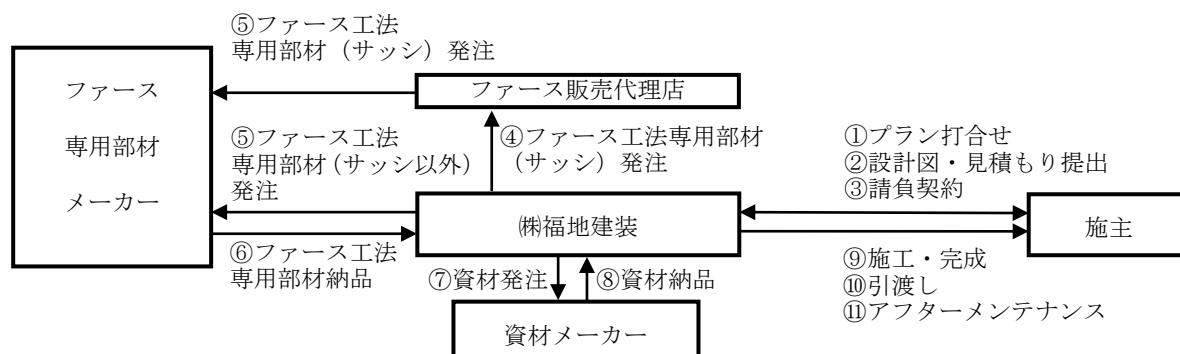 ⑤ファース工法
専用部材（サッシ）発注
ファース
専用部材
メーカー
ファース販売代理店
⑤ファース工法
専用部材（サッシ以外）
発注
④ファース工法専用部材
（サッシ）発注
①プラン打合せ
②設計図・見積もり提出
③請負契約
㈱福地建装
施主
⑥ファース工法
専用部材納品
⑦資材発注
⑧資材納品
⑨施工・完成
⑩引渡し
⑪アフターメンテナンス
資材メーカー